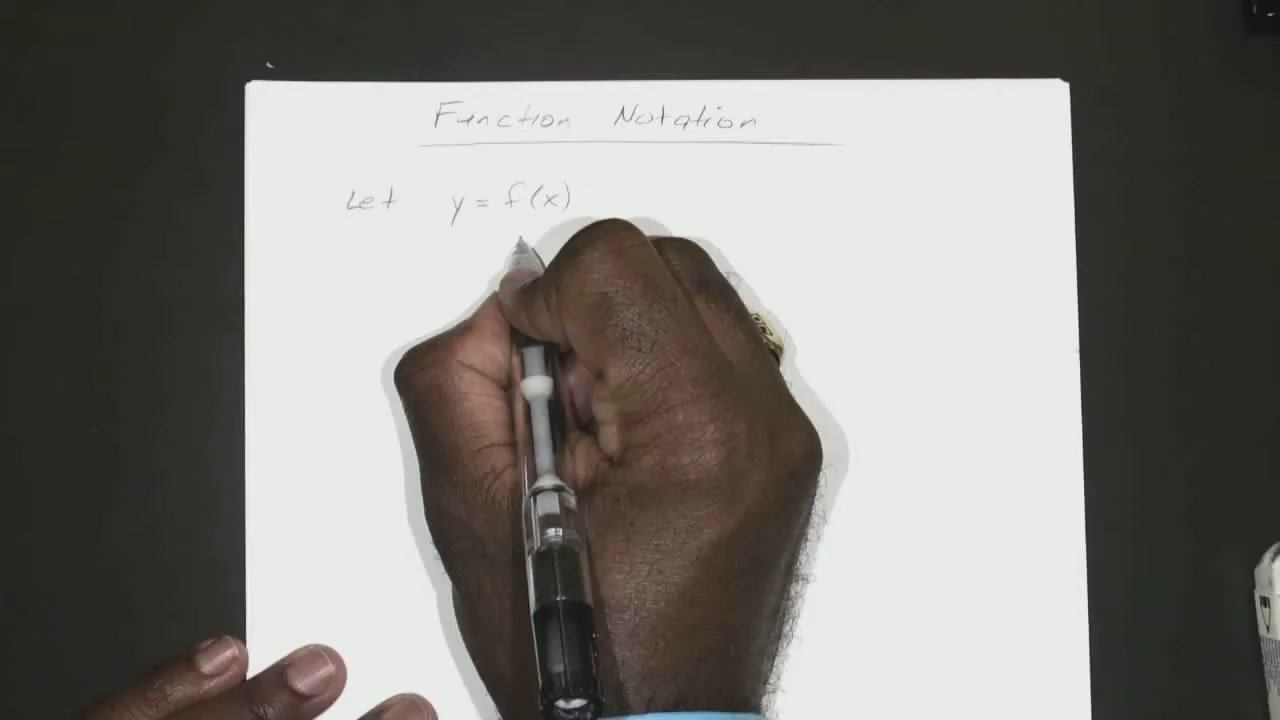 Function Notation
Let y = f(x)